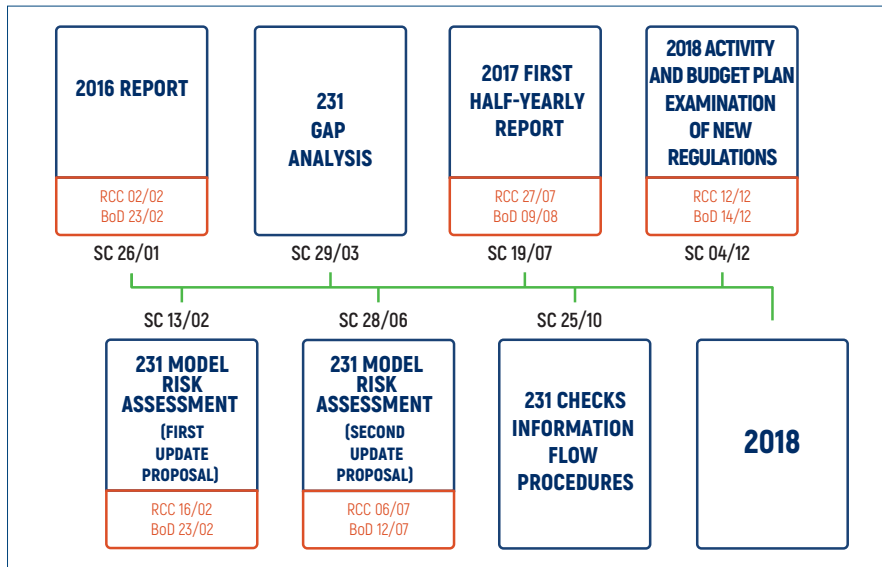 2016 REPORT
RCC 02/02
BoD 23/02
SC 26/01
231
GAP
ANALYSIS
SC 29/03
2017 FIRST
HALF-YEARLY
REPORT
RCC 27/07
BoD 09/08
SC 19/07
2018 ACTIVITY
AND BUDGET PLAN
EXAMINATION
OF NEW
REGULATIONS
RCC 12/12
BoD 14/12
SC 04/12
SC 13/02
231 MODEL
RISK
ASSESSMENT
(FIRST
UPDATE
PROPOSAL)
RCC 16/02
BoD 23/02
SC 28/06
231 MODEL
RISK
ASSESSMENT
(SECOND
UPDATE
PROPOSAL)
RCC 06/07
BoD 12/07
SC 25/10
231 CHECKS
INFORMATION
FLOW
PROCEDURES
2018